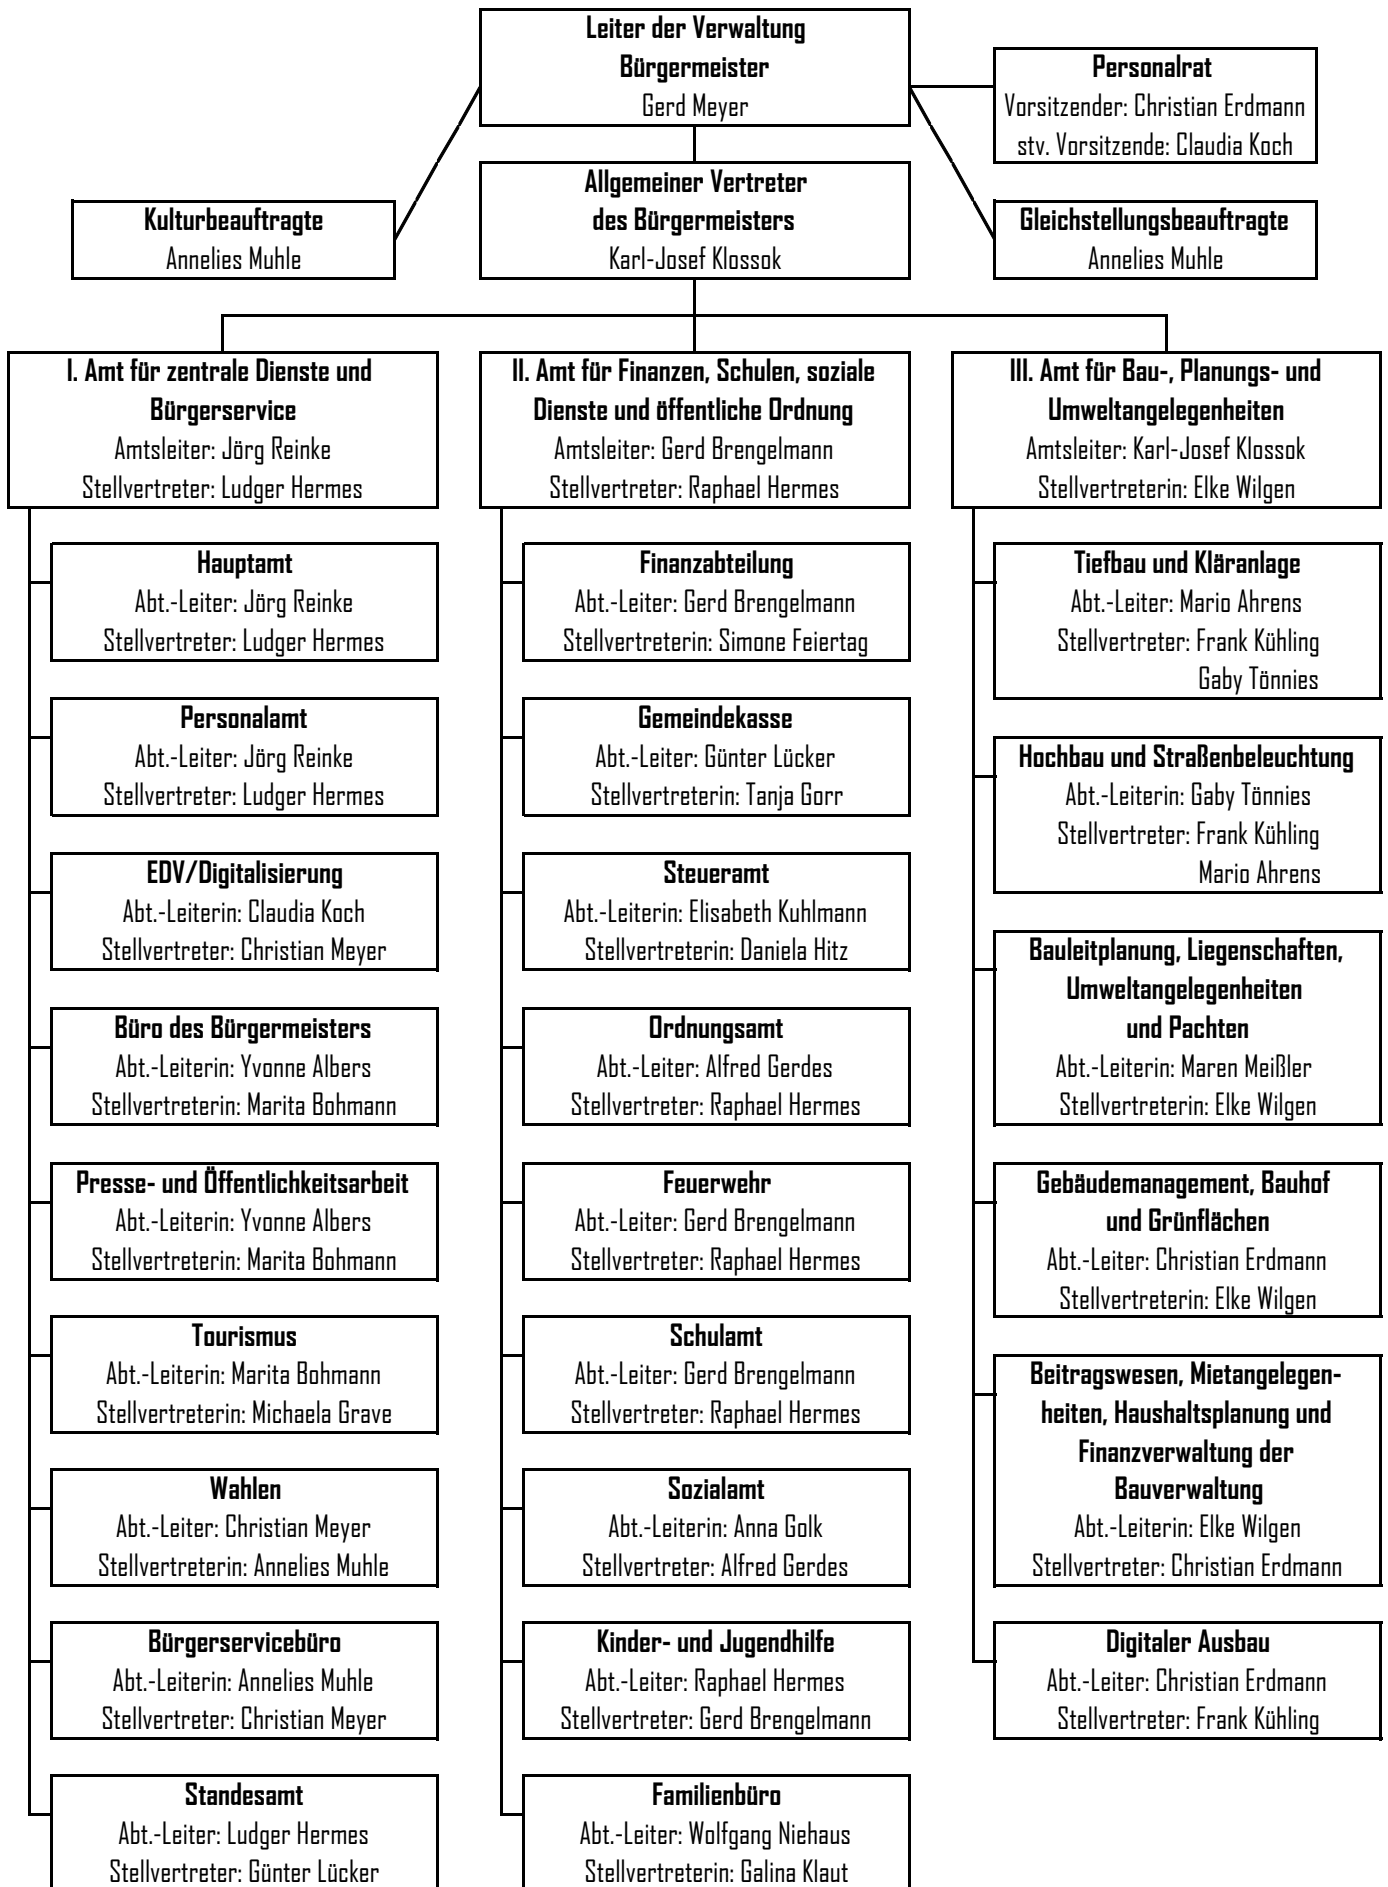 Leiter der Verwaltung
Bürgermeister
Gerd Meyer
Personalrat
Vorsitzender: Christian Erdmann
stv. Vorsitzende: Claudia Koch
Allgemeiner Vertreter
des Bürgermeisters
Karl-Josef Klossok
Kulturbeauftragte
Annelies Muhle
Gleichstellungsbeauftragte
Annelies Muhle
I. Amt für zentrale Dienste und
Bürgerservice
Amtsleiter: Jörg Reinke
Stellvertreter: Ludger Hermes
Hauptamt
Abt.-Leiter: Jörg Reinke
Stellvertreter: Ludger Hermes
Personalamt
Abt.-Leiter: Jörg Reinke
Stellvertreter: Ludger Hermes
EDV/Digitalisierung
Abt.-Leiterin: Claudia Koch
Stellvertreter: Christian Meyer
Büro des Bürgermeisters
Abt.-Leiterin: Yvonne Albers
Stellvertreterin: Marita Bohmann
Presse- und Öffentlichkeitsarbeit
Abt.-Leiterin: Yvonne Albers
Stellvertreterin: Marita Bohmann
Tourismus
Abt.-Leiterin: Marita Bohmann
Stellvertreterin: Michaela Grave
Wahlen
Abt.-Leiter: Christian Meyer
Stellvertreterin: Annelies Muhle
Bürgerservicebüro
Abt.-Leiterin: Annelies Muhle
Stellvertreter: Christian Meyer
Standesamt
Abt.-Leiter: Ludger Hermes
Stellvertreter: Günter Lücker
II. Amt für Finanzen, Schulen, soziale
Dienste und öffentliche Ordnung
Amtsleiter: Gerd Brengelmann
Stellvertreter: Raphael Hermes
Finanzabteilung
Abt.-Leiter: Gerd Brengelmann
Stellvertreterin: Simone Feiertag
Gemeindekasse
Abt.-Leiter: Günter Lücker
Stellvertreterin: Tanja Gorr
Steueramt
Abt.-Leiterin: Elisabeth Kuhlmann
Stellvertreterin: Daniela Hitz
Ordnungsamt
Abt.-Leiter: Alfred Gerdes
Stellvertreter: Raphael Hermes
Feuerwehr
Abt.-Leiter: Gerd Brengelmann
Stellvertreter: Raphael Hermes
Schulamt
Abt.-Leiter: Gerd Brengelmann
Stellvertreter: Raphael Hermes
Sozialamt
Abt.-Leiterin: Anna Golk
Stellvertreter: Alfred Gerdes
Kinder- und Jugendhilfe
Abt.-Leiter: Raphael Hermes
Stellvertreter: Gerd Brengelmann
Familienbüro
Abt.-Leiter: Wolfgang Niehaus
Stellvertreterin: Galina Klaut
III. Amt für Bau-, Planungs- und
Umweltangelegenheiten
Amtsleiter: Karl-Josef Klossok
Stellvertreterin: Elke Wilgen
Tiefbau und Kläranlage
Abt.-Leiter: Mario Ahrens
Stellvertreter: Frank Kühling
Gaby Tönnies
Hochbau und Straßenbeleuchtung
Abt.-Leiterin: Gaby Tönnies
Stellvertreter: Frank Kühling
Mario Ahrens
Bauleitplanung, Liegenschaften,
Umweltangelegenheiten
und Pachten
Abt.-Leiterin: Maren Meißler
Stellvertreterin: Elke Wilgen
Gebäudemanagement, Bauhof
und Grünflächen
Abt.-Leiter: Christian Erdmann
Stellvertreterin: Elke Wilgen
Beitragswesen, Mietangelegen-
heiten, Haushaltsplanung und
Finanzverwaltung der
Bauverwaltung
Abt.-Leiterin: Elke Wilgen
Stellvertreter: Christian Erdmann
Digitaler Ausbau
Abt.-Leiter: Christian Erdmann
Stellvertreter: Frank Kühling